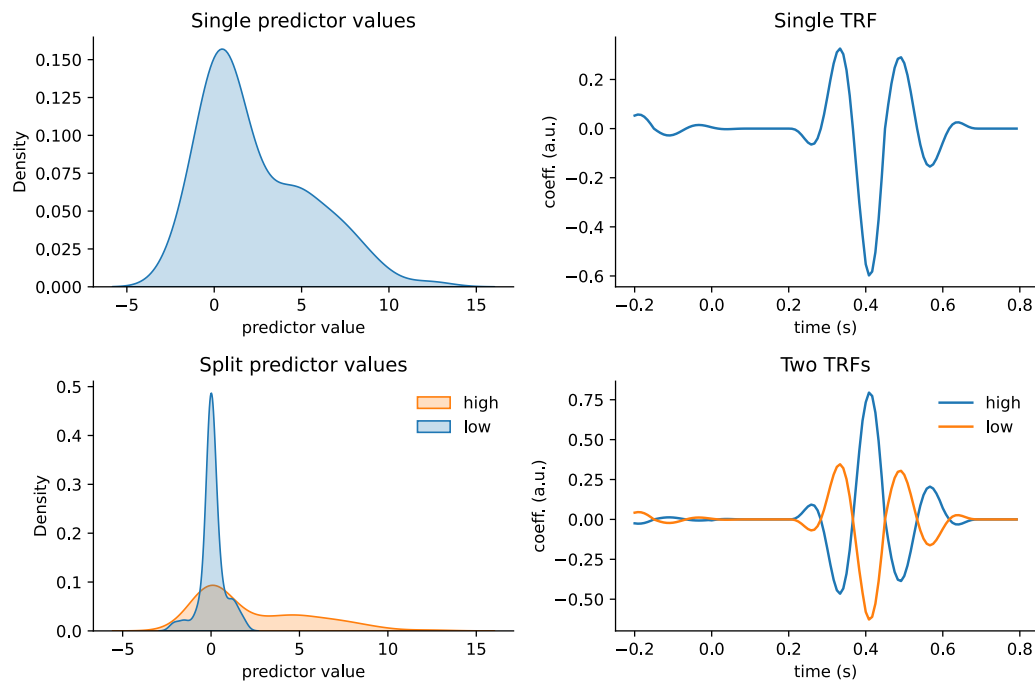 Single predictor values
0.150
0.125
0.100
0.075
0.050
0.025
0.000
Density
−5
0
5
10
15
predictor value
Single TRF
0.2
0.0
−0.2
−0.4
−0.6
coeff. (a.u.)
−0.2
0.0
0.2
0.4
0.6
0.8
time (s)
Split predictor values
0.5
0.4
0.3
0.2
0.1
0.0
Density
high
low
−5
0
5
10
15
predictor value
Two TRFs
0.75
0.50
0.25
0.00
−0.25
−0.50
coeff. (a.u.)
high
low
−0.2
0.0
0.2
0.4
0.6
0.8
time (s)